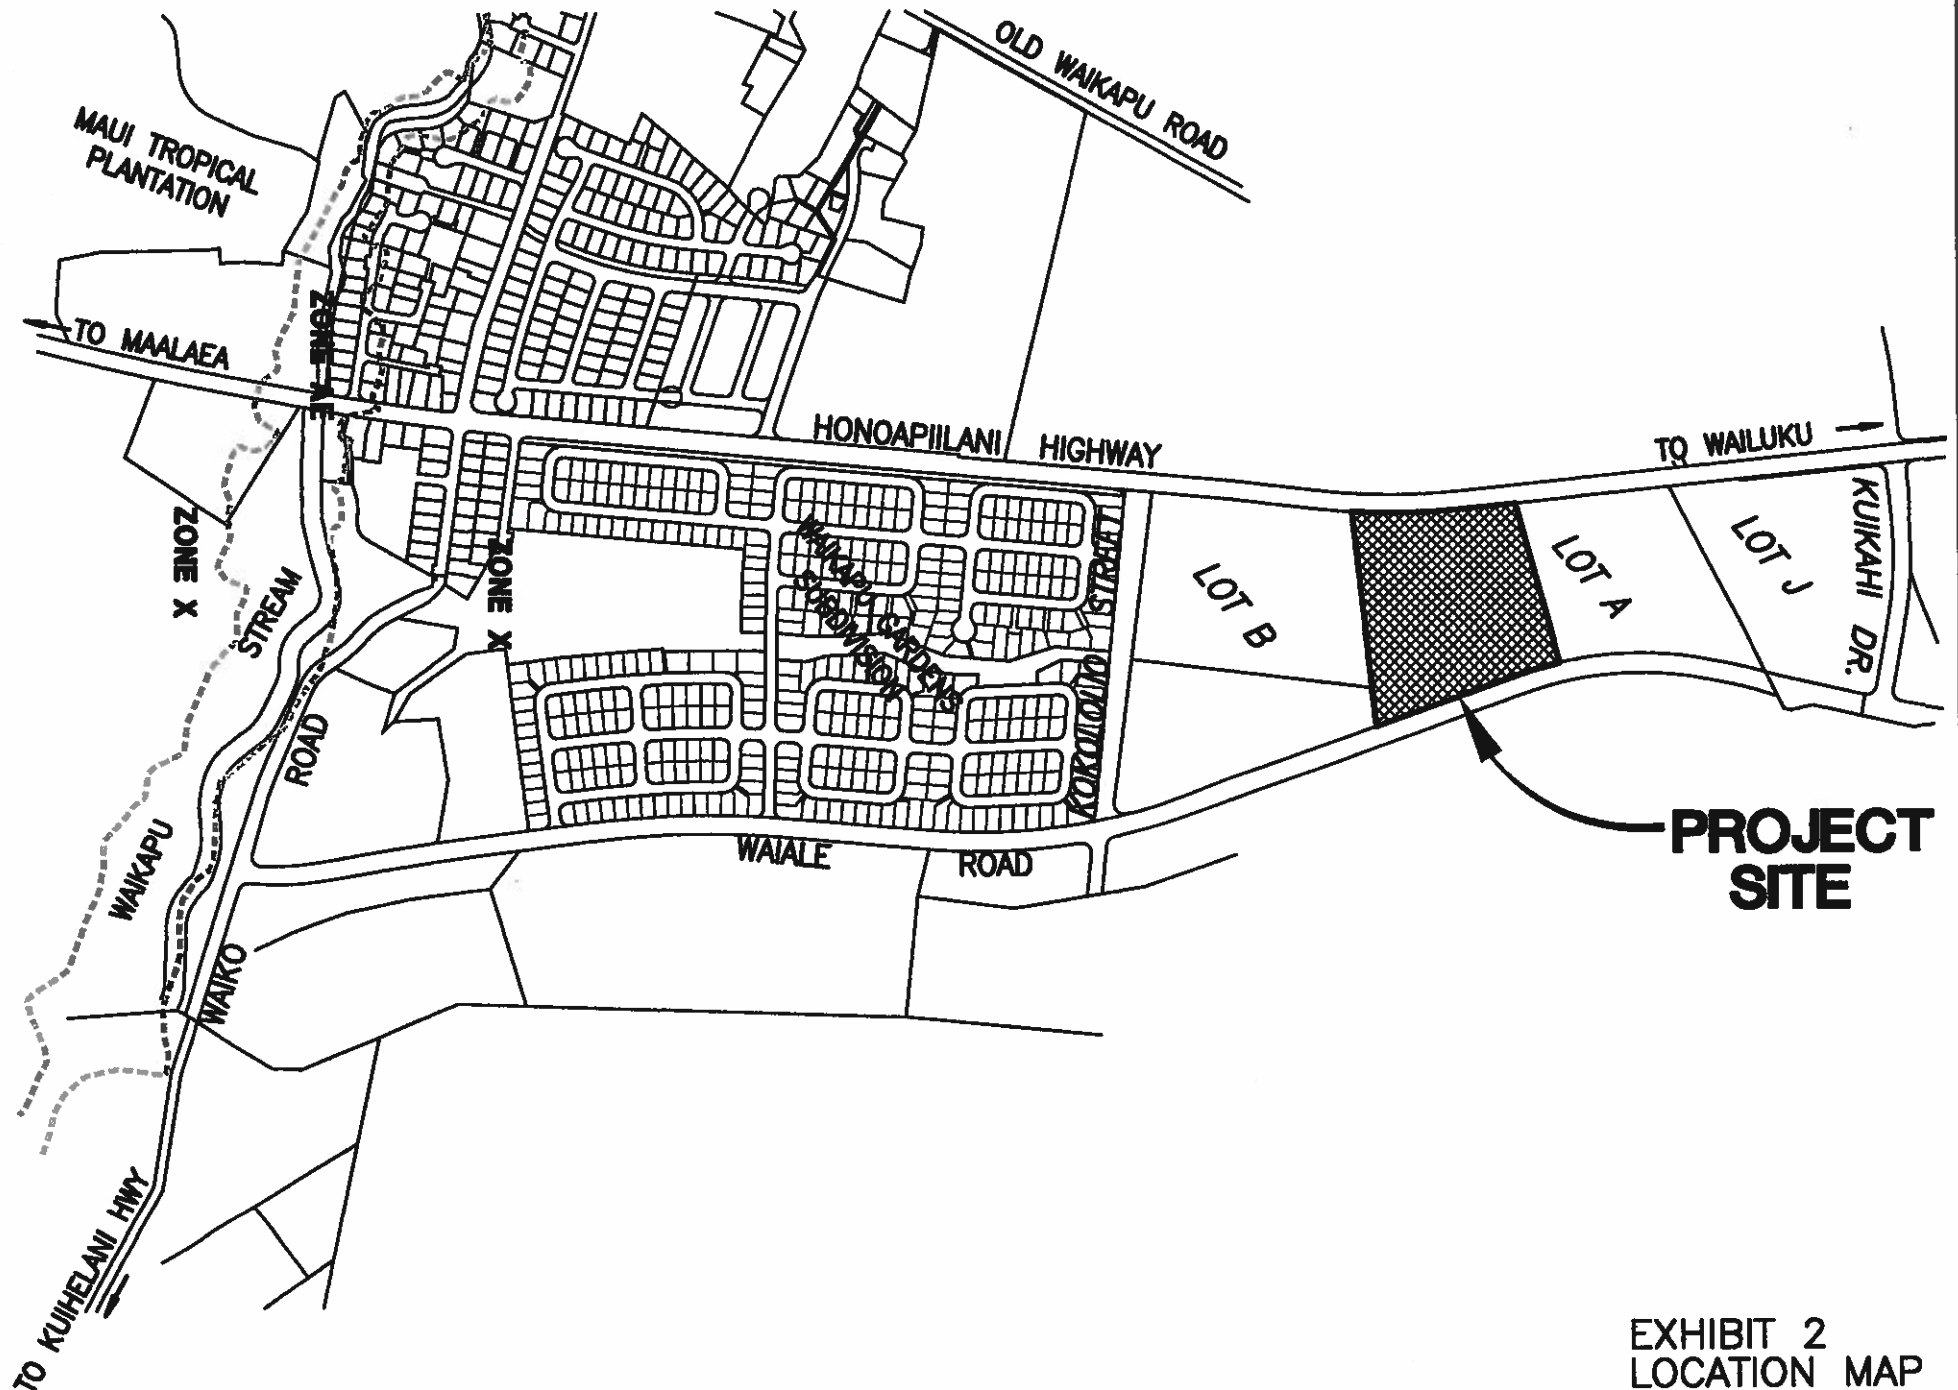 OLD WAIKAPU ROAD
MAUI TROPICAL
PLANTATION
TO MAALAEA
ZONE AE
HONOAPIILANI HIGHWAY
TO WAILUKU
KUIKAHI DR.
LOT J
LOT A
LOT B
ZONE X
ZONE X
WAIKAPU GARDENS
SUBDIVISION
KOKOLOLIO STRAIT
WAIKAPU STREAM
WAIKO ROAD
WAIALE ROAD
PROJECT
SITE
TO KUIHELANI HWY
EXHIBIT 2
LOCATION MAP